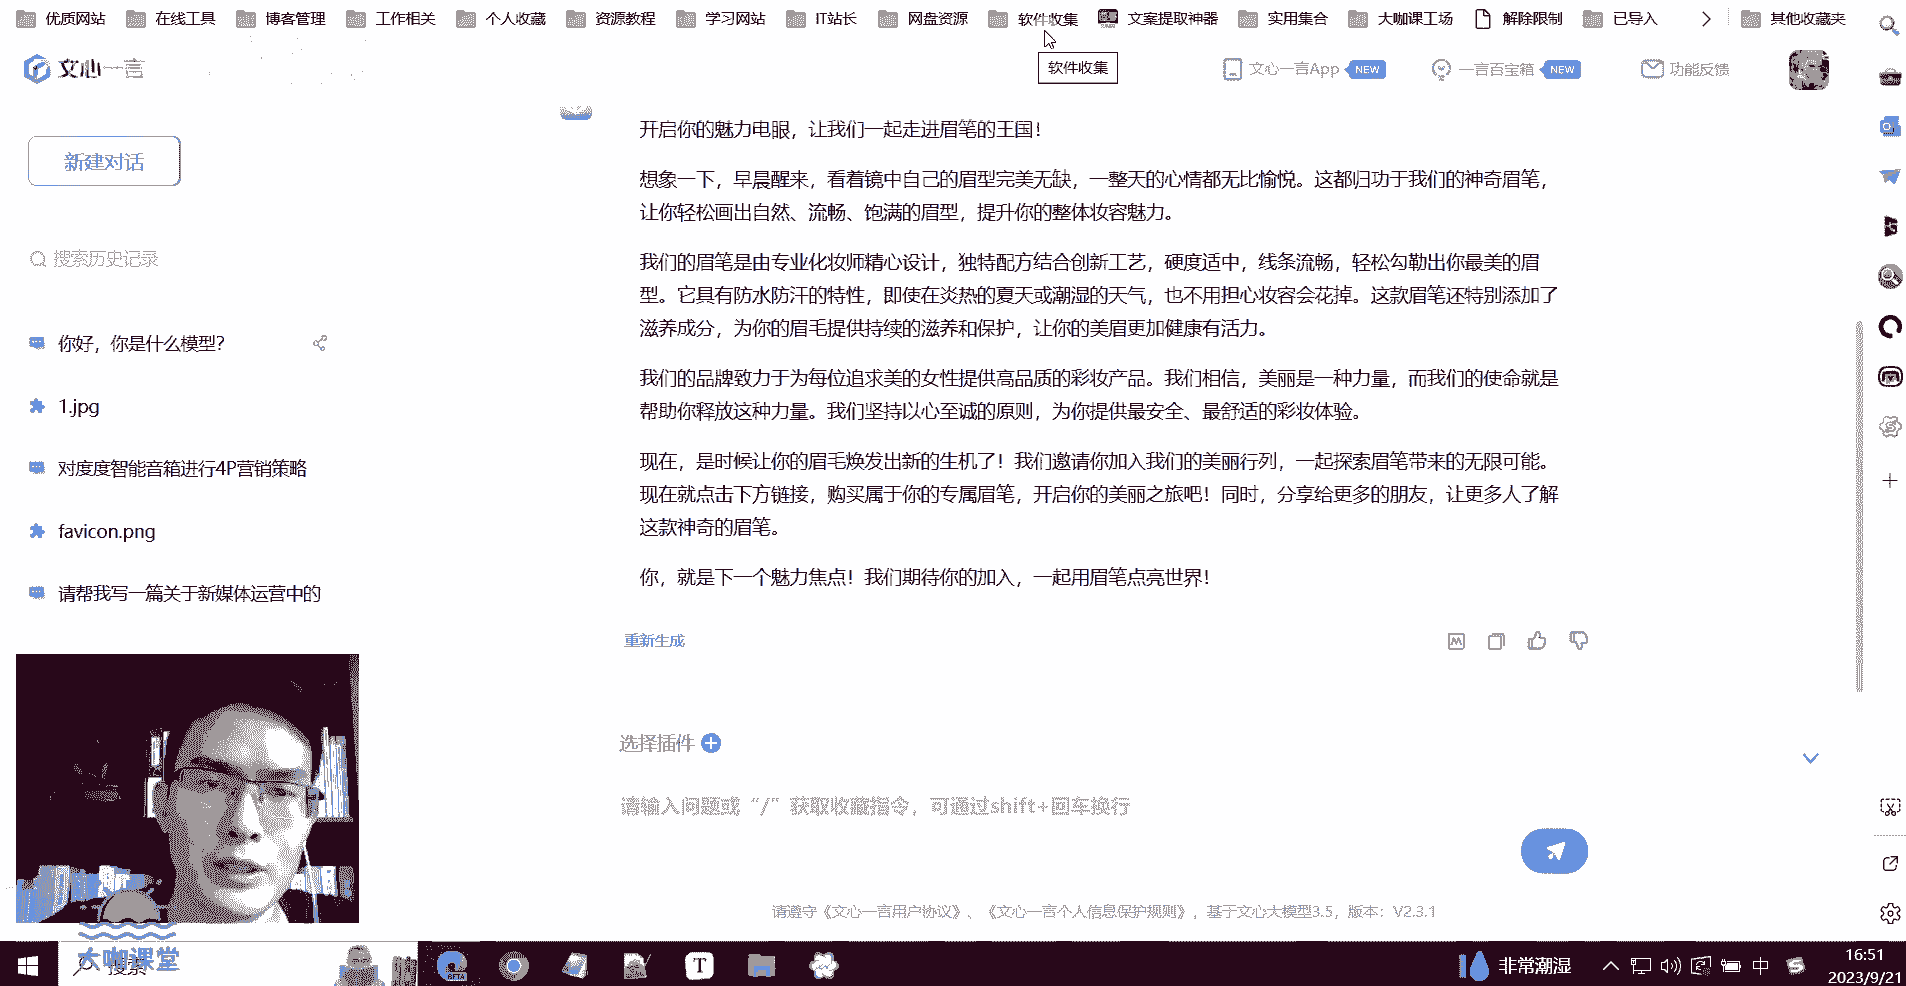 优质网站 在线工具 博客管理 工作相关 个人收藏 资源教程 学习网站 IT站长 网盘资源 软件收集 文案提取神器 实用集合 大咖课工场 解除限制 已导入 其他收藏夹
文心一言
软件收集
文心一言App NEW 一言百宝箱 NEW 功能反馈
新建对话
搜索历史记录
你好，你是什么模型？
1.jpg
对度度智能音箱进行4P营销策略
favicon.png
请帮我写一篇关于新媒体运营中的
开启你的魅力电眼，让我们一起走进眉笔的王国！
想象一下，早晨醒来，看着镜中自己的眉型完美无缺，一整天的心情都无比愉悦。这都归功于我们的神奇眉笔，
让你轻松画出自然、流畅、饱满的眉型，提升你的整体妆容魅力。
我们的眉笔是由专业化妆师精心设计，独特配方结合创新工艺，硬度适中，线条流畅，轻松勾勒出你最美的眉
型。它具有防水防汗的特性，即使在炎热的夏天或潮湿的天气，也不用担心妆容会花掉。这款眉笔还特别添加了
滋养成分，为你的眉毛提供持续的滋养和保护，让你的美眉更加健康有活力。
我们的品牌致力于为每位追求美的女性提供高品质的彩妆产品。我们相信，美丽是一种力量，而我们的使命就是
帮助你释放这种力量。我们坚持以心至诚的原则，为你提供最安全、最舒适的彩妆体验。
现在，是时候让你的眉毛焕发出新的生机了！我们邀请你加入我们的美丽行列，一起探索眉笔带来的无限可能。
现在就点击下方链接，购买属于你的专属眉笔，开启你的美丽之旅吧！同时，分享给更多的朋友，让更多人了解
这款神奇的眉笔。
你，就是下一个魅力焦点！我们期待你的加入，一起用眉笔点亮世界！
重新生成
选择插件
请输入问题或“/”获取收藏指令，可通过shift+回车换行
请遵守《文心一言用户协议》、《文心一言个人信息保护规则》，基于文心大模型3.5，版本：V2.3.1
大咖课堂
搜索
BETA
T
非常潮湿
中
16:51
2023/9/21